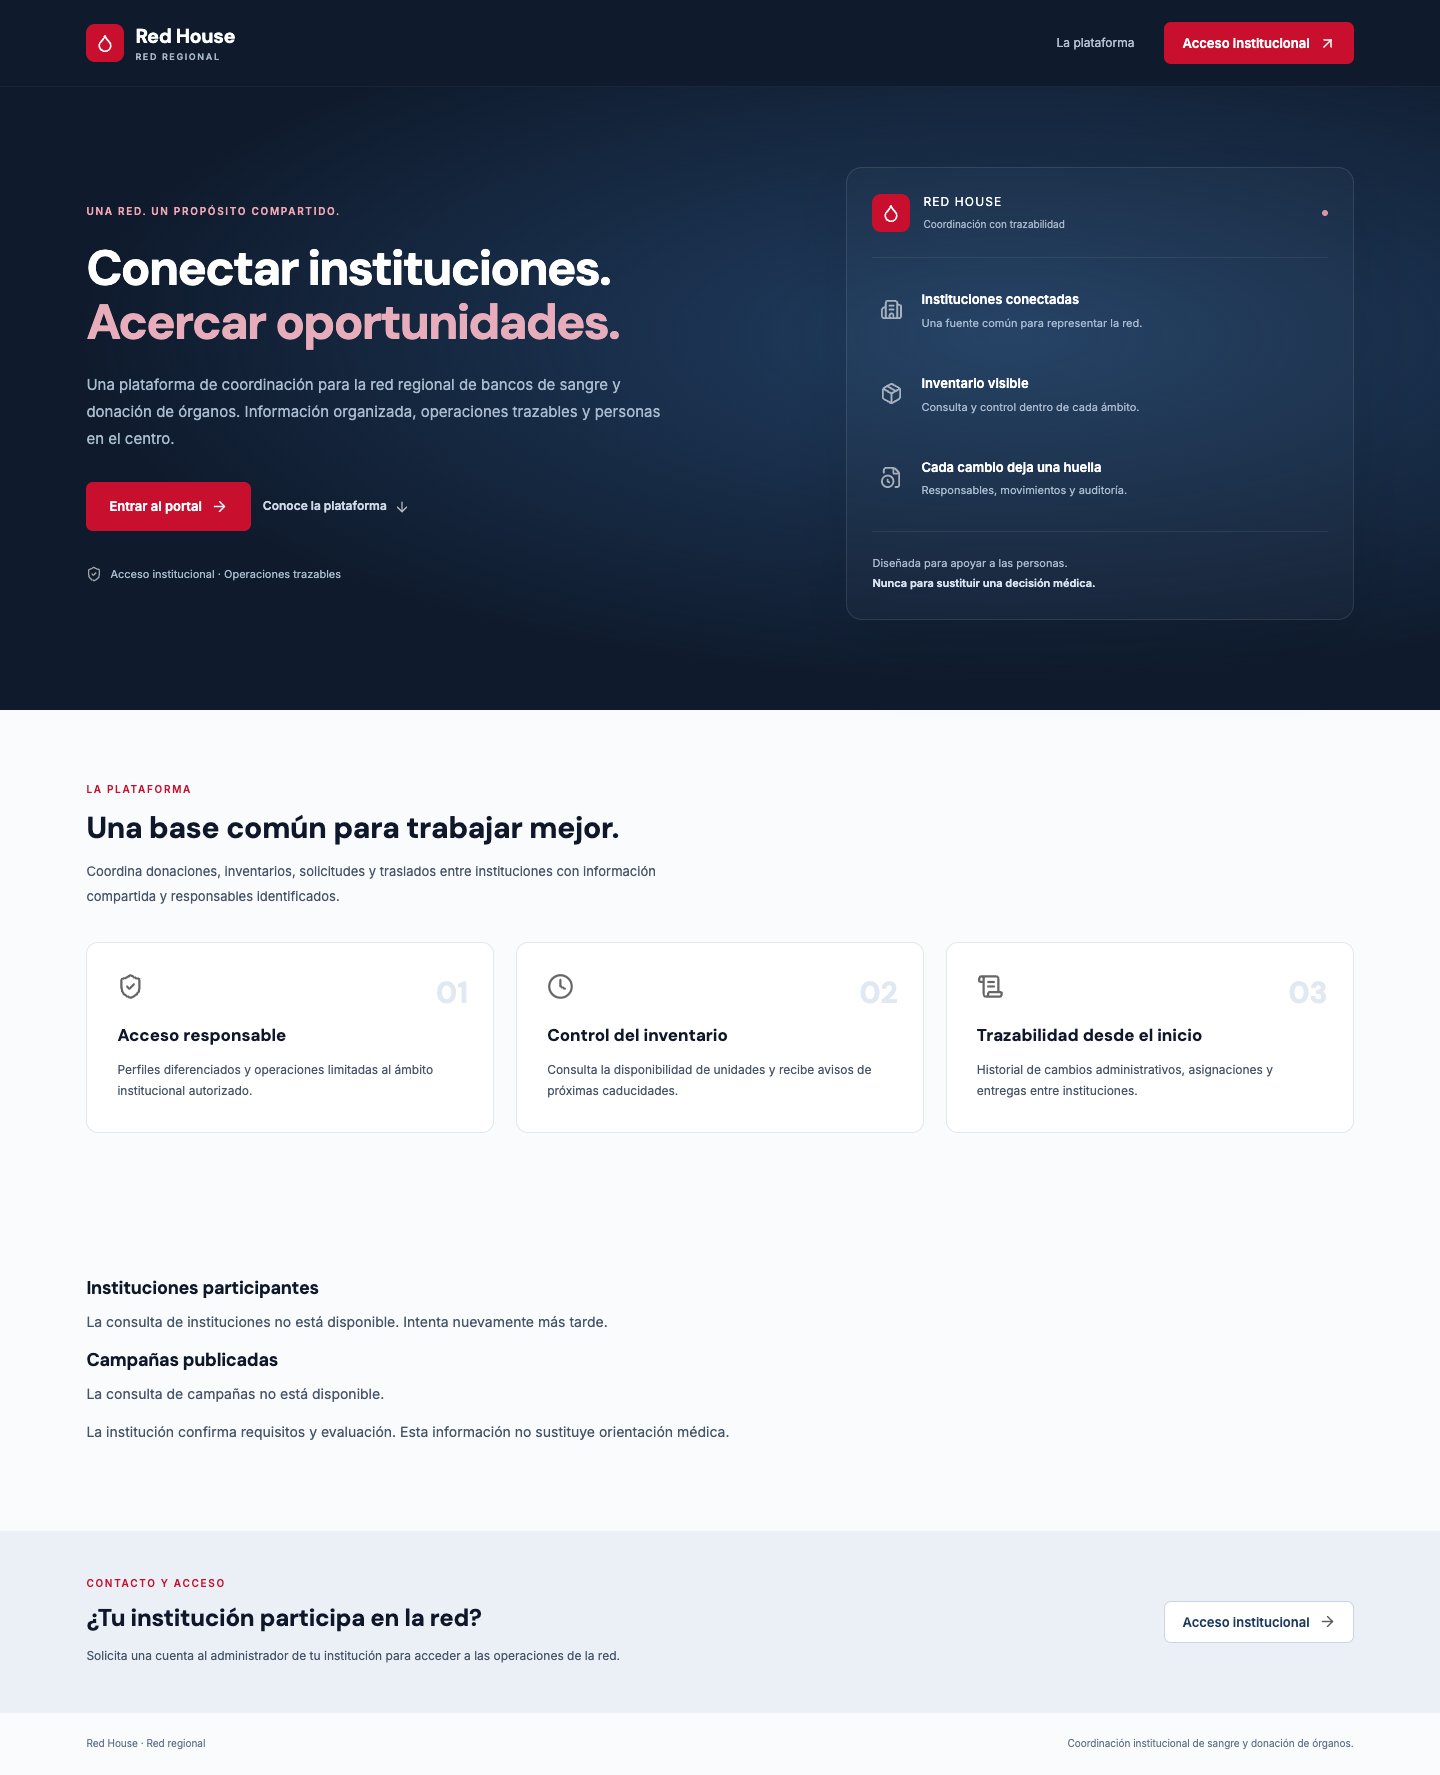 Red House
RED REGIONAL
La plataforma
Acceso institucional
UNA RED. UN PROPÓSITO COMPARTIDO.
Conectar instituciones.
Acercar oportunidades.
Una plataforma de coordinación para la red regional de bancos de sangre y
donación de órganos. Información organizada, operaciones trazables y personas
en el centro.
Entrar al portal
Conoce la plataforma
Acceso institucional · Operaciones trazables
RED HOUSE
Coordinación con trazabilidad
Instituciones conectadas
Una fuente común para representar la red.
Inventario visible
Consulta y control dentro de cada ámbito.
Cada cambio deja una huella
Responsables, movimientos y auditoría.
Diseñada para apoyar a las personas.
Nunca para sustituir una decisión médica.
LA PLATAFORMA
Una base común para trabajar mejor.
Coordina donaciones, inventarios, solicitudes y traslados entre instituciones con información
compartida y responsables identificados.
01
Acceso responsable
Perfiles diferenciados y operaciones limitadas al ámbito
institucional autorizado.
02
Control del inventario
Consulta la disponibilidad de unidades y recibe avisos de
próximas caducidades.
03
Trazabilidad desde el inicio
Historial de cambios administrativos, asignaciones y
entregas entre instituciones.
Instituciones participantes
La consulta de instituciones no está disponible. Intenta nuevamente más tarde.
Campañas publicadas
La consulta de campañas no está disponible.
La institución confirma requisitos y evaluación. Esta información no sustituye orientación médica.
CONTACTO Y ACCESO
¿Tu institución participa en la red?
Solicita una cuenta al administrador de tu institución para acceder a las operaciones de la red.
Acceso institucional
Red House · Red regional
Coordinación institucional de sangre y donación de órganos.